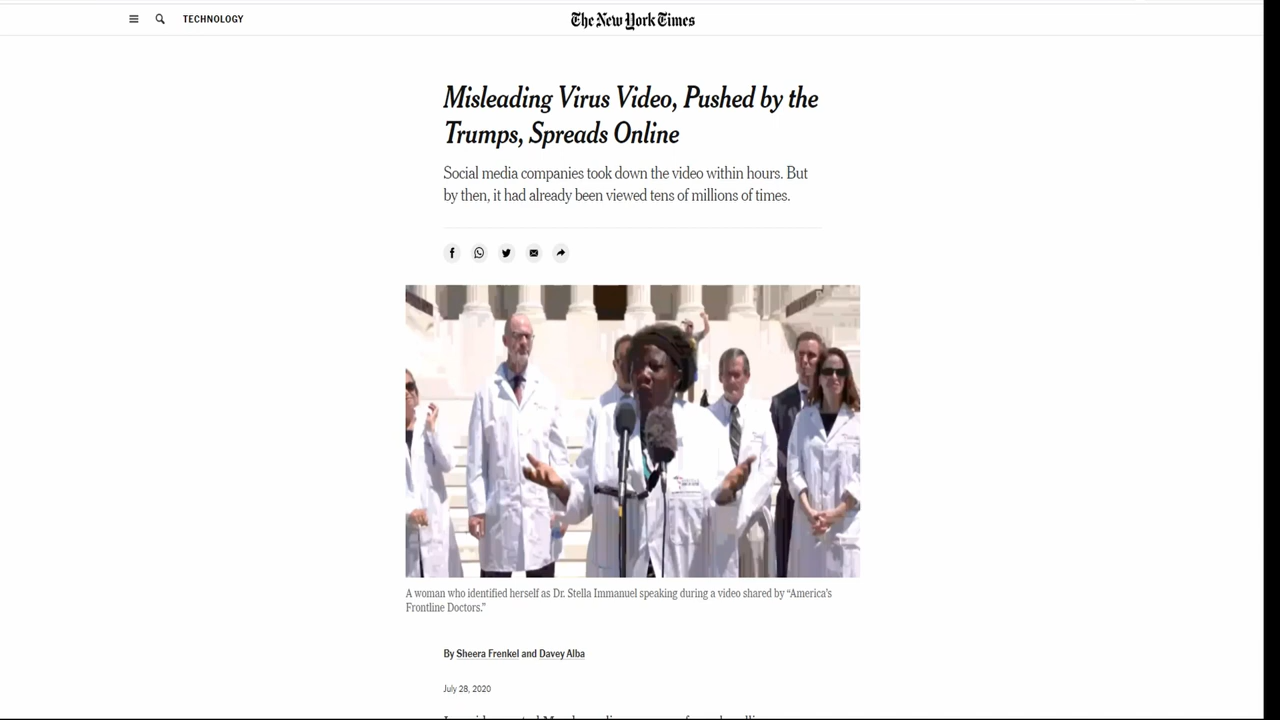 TECHNOLOGY
The New York Times
Misleading Virus Video, Pushed by the
Trumps, Spreads Online
Social media companies took down the video within hours. But
by then, it had already been viewed tens of millions of times.
A woman who identified herself as Dr. Stella Immanuel speaking during a video shared by “America's
Frontline Doctors.”
By Sheera Frenkel and Davey Alba
July 28, 2020